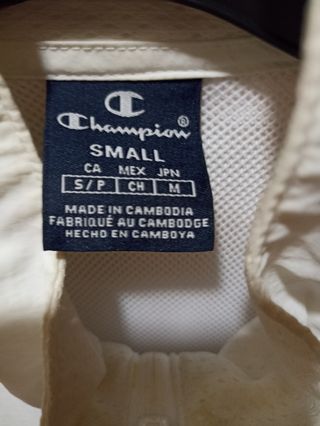 Champion®
SMALL
CA MEX JPN
S/P CH M
MADE IN CAMBODIA
FABRIQUÉ AU CAMBODGE
HECHO EN CAMBOYA